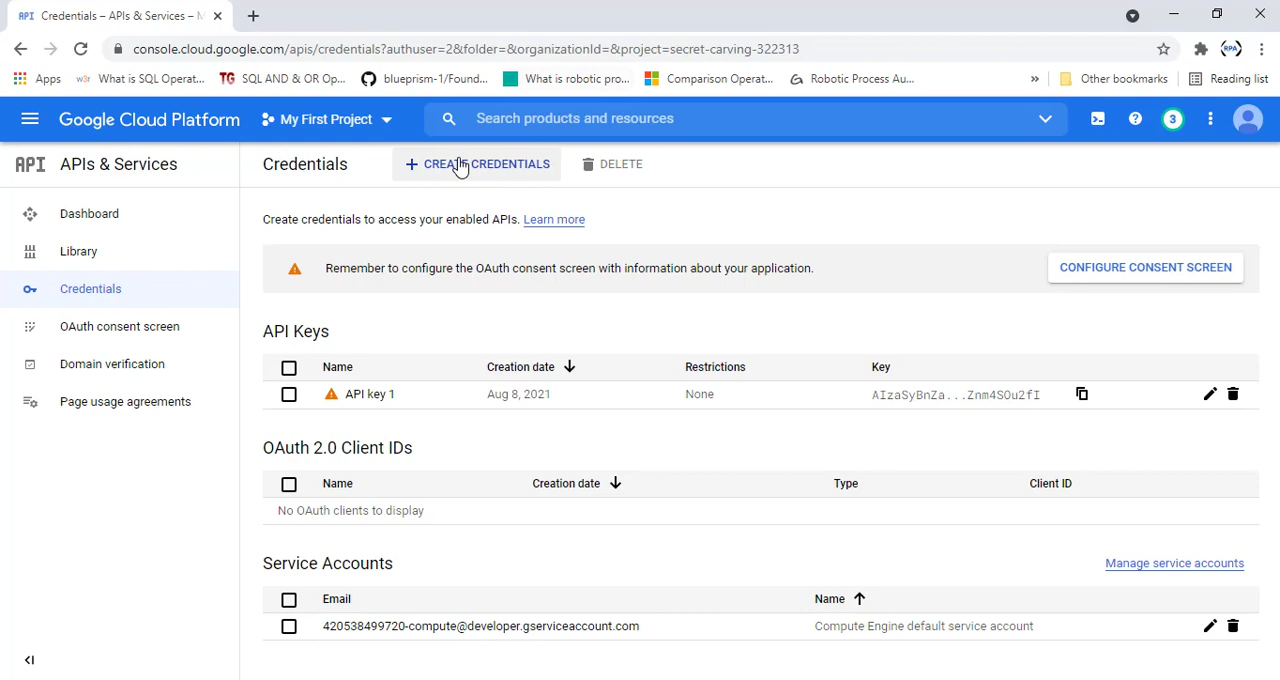 API Credentials – APIs & Services – M
console.cloud.google.com/apis/credentials?authuser=2&folder=&organizationId=&project=secret-carving-322313
RPA
Apps
w3r What is SQL Operat...
TG SQL AND & OR Op...
blueprism-1/Found...
What is robotic pro...
Comparison Operat...
Robotic Process Au...
»
Other bookmarks
Reading list
Google Cloud Platform
My First Project
Search products and resources
3
API APIs & Services
Credentials
+ CREATE CREDENTIALS
DELETE
Dashboard
Library
Credentials
OAuth consent screen
Domain verification
Page usage agreements
Create credentials to access your enabled APIs. Learn more
Remember to configure the OAuth consent screen with information about your application.
CONFIGURE CONSENT SCREEN
API Keys
Name Creation date Restrictions Key
API key 1 Aug 8, 2021 None AIzaSyBnZa...Znm4SOu2fI
OAuth 2.0 Client IDs
Name Creation date Type Client ID
No OAuth clients to display
Service Accounts
Manage service accounts
Email Name
420538499720-compute@developer.gserviceaccount.com Compute Engine default service account